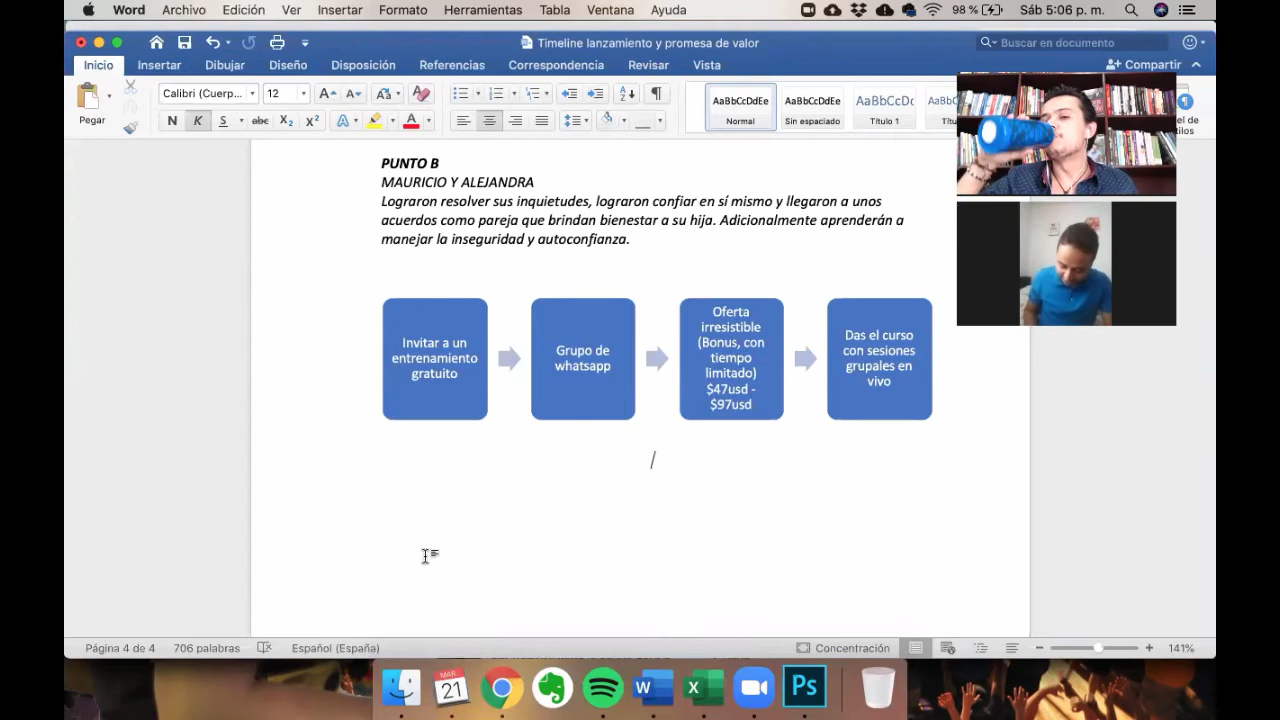 Word Archivo Edición Ver Insertar Formato Herramientas Tabla Ventana Ayuda 98 % Sáb 5:06 p. m.
Timeline lanzamiento y promesa de valor
Buscar en documento
Inicio Insertar Dibujar Diseño Disposición Referencias Correspondencia Revisar Vista Compartir
Pegar
Calibri (Cuerp... 12
N K S abc X2 X2
AaBbCcDdEe AaBbCcDdEe AaBbCcDc
Normal Sin espaciado Título 1
PUNTO B
MAURICIO Y ALEJANDRA
Lograron resolver sus inquietudes, lograron confiar en sí mismo y llegaron a unos
acuerdos como pareja que brindan bienestar a su hija. Adicionalmente aprenderán a
manejar la inseguridad y autoconfianza.
Invitar a un
entrenamiento
gratuito
Grupo de
whatsapp
Oferta
irresistible
(Bonus, con
tiempo
limitado)
$47usd -
$97usd
Das el curso
con sesiones
grupales en
vivo
Página 4 de 4 706 palabras Español (España) Concentración 141%
MAR
21
W
X
Ps